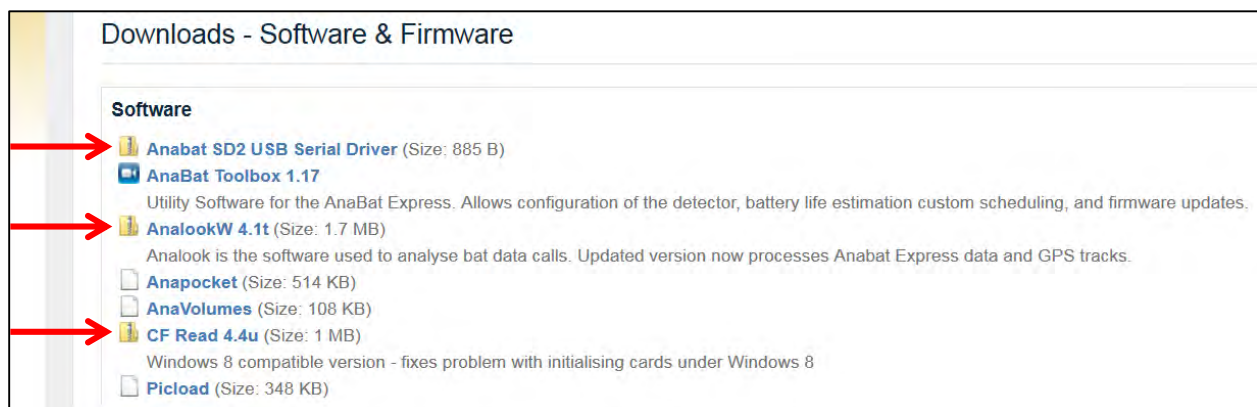 Downloads - Software & Firmware
Software
Anabat SD2 USB Serial Driver (Size: 885 B)
AnaBat Toolbox 1.17
Utility Software for the AnaBat Express. Allows configuration of the detector, battery life estimation custom scheduling, and firmware updates.
AnalookW 4.1t (Size: 1.7 MB)
Analook is the software used to analyse bat data calls. Updated version now processes Anabat Express data and GPS tracks.
Anapocket (Size: 514 KB)
AnaVolumes (Size: 108 KB)
CF Read 4.4u (Size: 1 MB)
Windows 8 compatible version - fixes problem with initialising cards under Windows 8
Picload (Size: 348 KB)